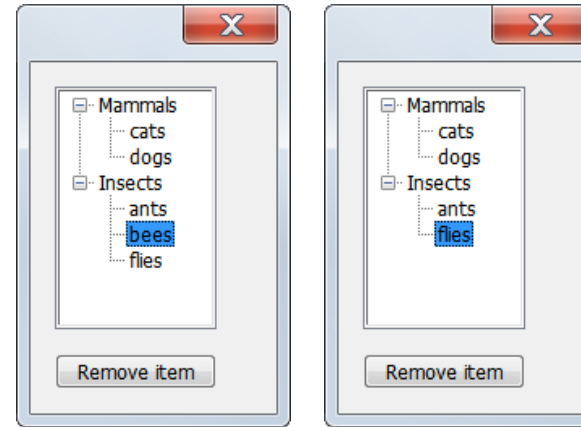 Mammals
cats
dogs
Insects
ants
bees
flies
Remove item
Mammals
cats
dogs
Insects
ants
flies
Remove item